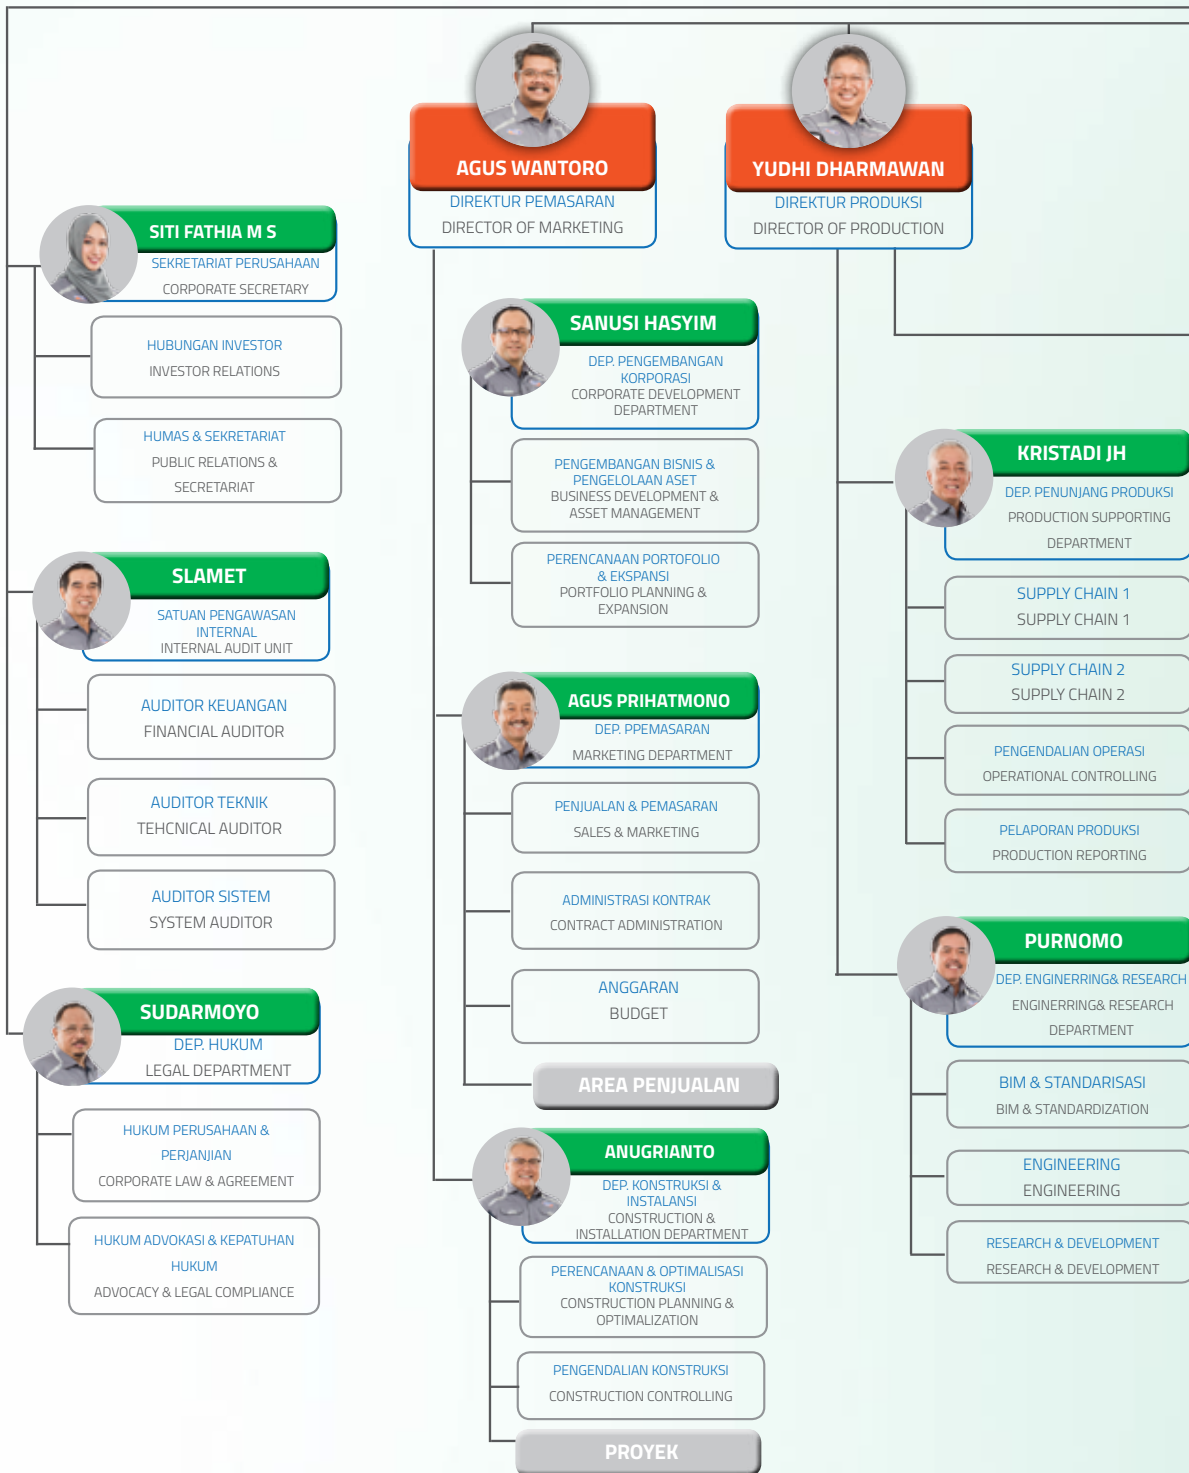 AGUS WANTORO
DIREKTUR PEMASARAN
DIRECTOR OF MARKETING
YUDHI DHARMAWAN
DIREKTUR PRODUKSI
DIRECTOR OF PRODUCTION
SITI FATHIA M S
SEKRETARIAT PERUSAHAAN
CORPORATE SECRETARY
HUBUNGAN INVESTOR
INVESTOR RELATIONS
HUMAS & SEKRETARIAT
PUBLIC RELATIONS &
SECRETARIAT
SLAMET
SATUAN PENGAWASAN
INTERNAL
INTERNAL AUDIT UNIT
AUDITOR KEUANGAN
FINANCIAL AUDITOR
AUDITOR TEKNIK
TEHCNICAL AUDITOR
AUDITOR SISTEM
SYSTEM AUDITOR
SUDARMOYO
DEP. HUKUM
LEGAL DEPARTMENT
HUKUM PERUSAHAAN &
PERJANJIAN
CORPORATE LAW & AGREEMENT
HUKUM ADVOKASI & KEPATUHAN
HUKUM
ADVOCACY & LEGAL COMPLIANCE
SANUSI HASYIM
DEP. PENGEMBANGAN
KORPORASI
CORPORATE DEVELOPMENT
DEPARTMENT
PENGEMBANGAN BISNIS &
PENGELOLAAN ASET
BUSINESS DEVELOPMENT &
ASSET MANAGEMENT
PERENCANAAN PORTOFOLIO
& EKSPANSI
PORTFOLIO PLANNING &
EXPANSION
AGUS PRIHATMONO
DEP. PPEMASARAN
MARKETING DEPARTMENT
PENJUALAN & PEMASARAN
SALES & MARKETING
ADMINISTRASI KONTRAK
CONTRACT ADMINISTRATION
ANGGARAN
BUDGET
AREA PENJUALAN
ANUGRIANTO
DEP. KONSTRUKSI &
INSTALANSI
CONSTRUCTION &
INSTALLATION DEPARTMENT
PERENCANAAN & OPTIMALISASI
KONSTRUKSI
CONSTRUCTION PLANNING &
OPTIMALIZATION
PENGENDALIAN KONSTRUKSI
CONSTRUCTION CONTROLLING
PROYEK
KRISTADI JH
DEP. PENUNJANG PRODUKSI
PRODUCTION SUPPORTING
DEPARTMENT
SUPPLY CHAIN 1
SUPPLY CHAIN 1
SUPPLY CHAIN 2
SUPPLY CHAIN 2
PENGENDALIAN OPERASI
OPERATIONAL CONTROLLING
PELAPORAN PRODUKSI
PRODUCTION REPORTING
PURNOMO
DEP. ENGINERRING& RESEARCH
ENGINERRING& RESEARCH
DEPARTMENT
BIM & STANDARISASI
BIM & STANDARDIZATION
ENGINEERING
ENGINEERING
RESEARCH & DEVELOPMENT
RESEARCH & DEVELOPMENT